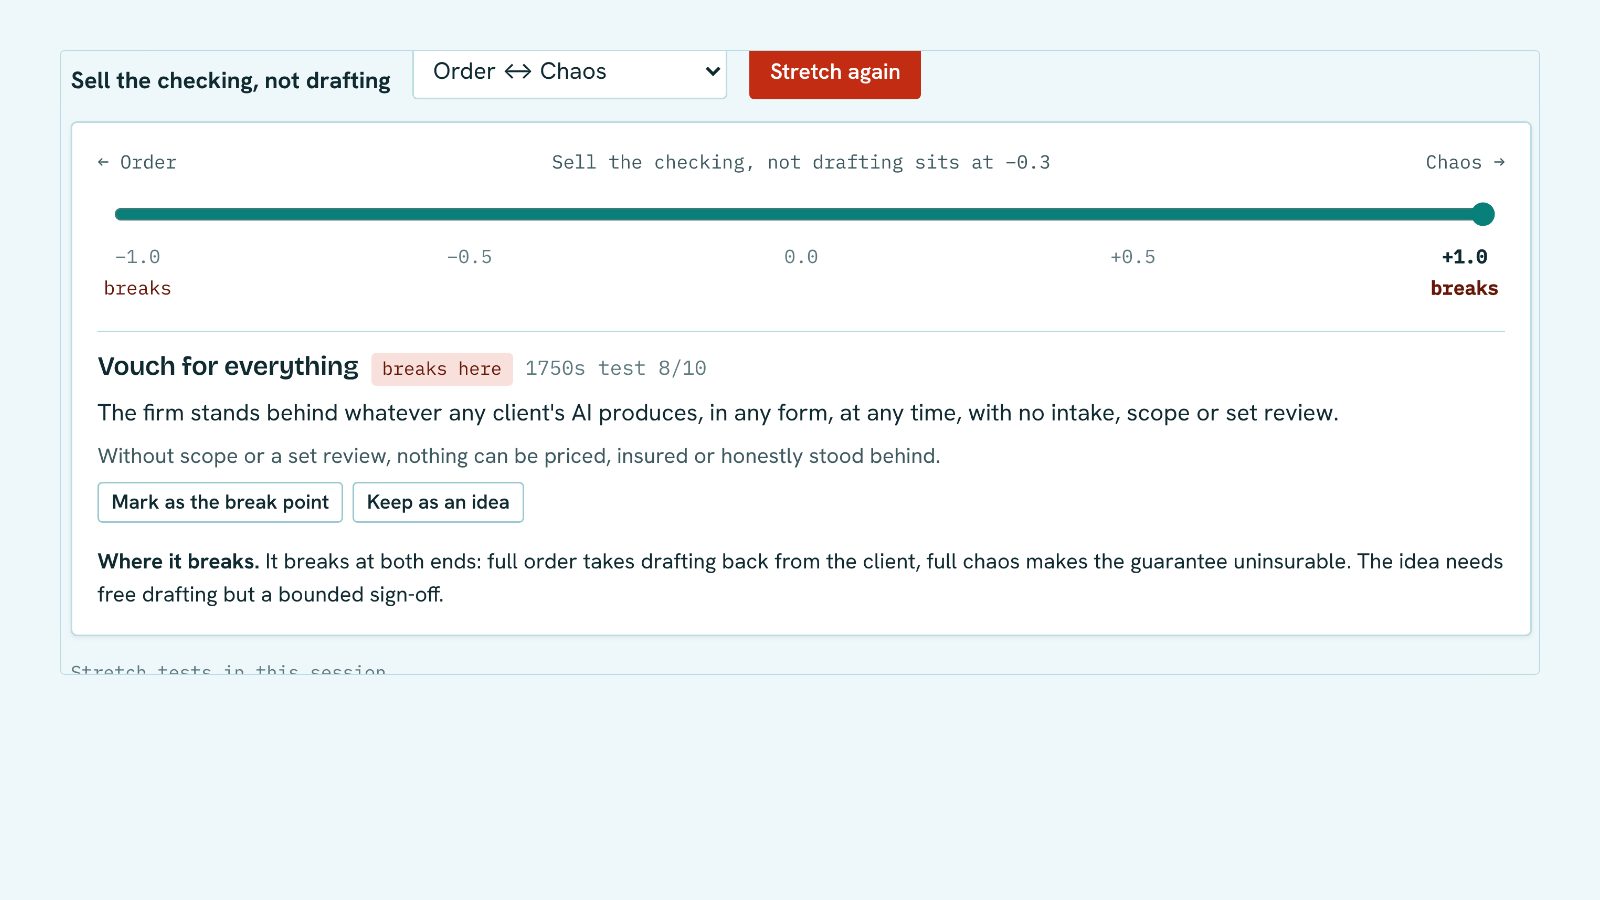 Sell the checking, not drafting
Order ↔ Chaos
Stretch again
← Order
Sell the checking, not drafting sits at −0.3
Chaos →
−1.0
−0.5
0.0
+0.5
+1.0
breaks
breaks
Vouch for everything
breaks here
1750s test 8/10
The firm stands behind whatever any client's AI produces, in any form, at any time, with no intake, scope or set review.
Without scope or a set review, nothing can be priced, insured or honestly stood behind.
Mark as the break point
Keep as an idea
Where it breaks. It breaks at both ends: full order takes drafting back from the client, full chaos makes the guarantee uninsurable. The idea needs
free drafting but a bounded sign-off.
Stretch tests in this session